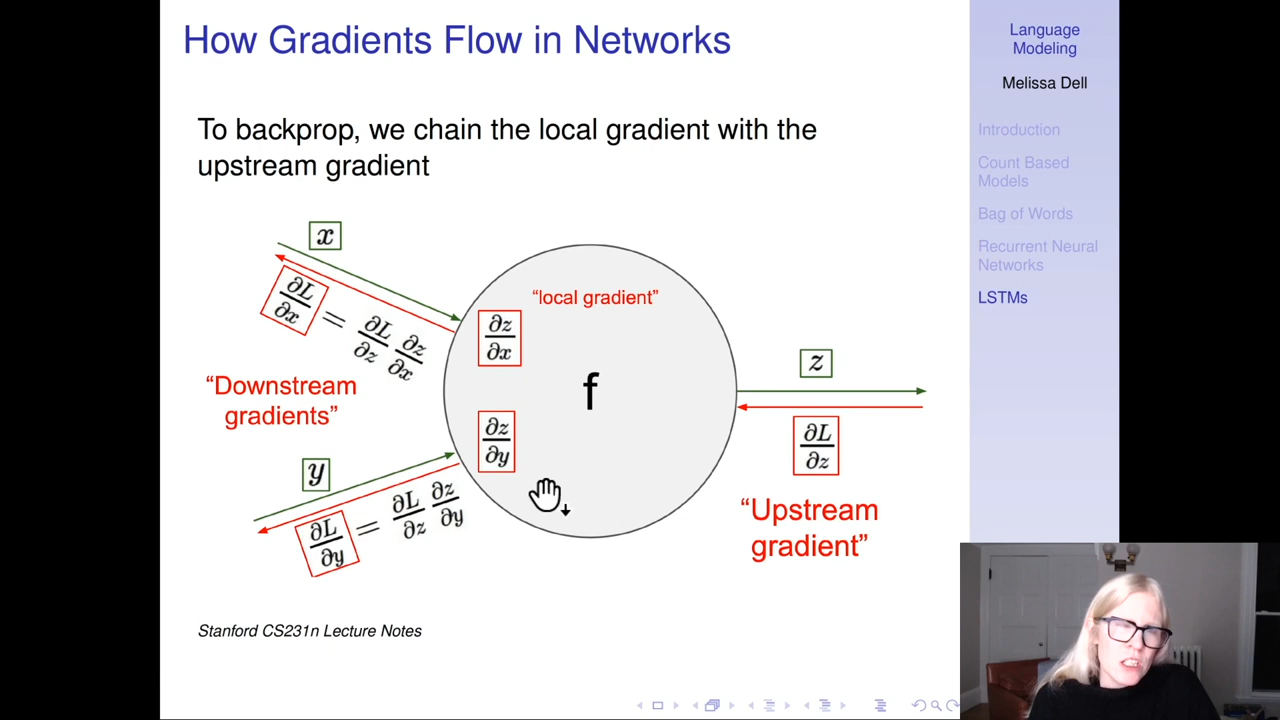 How Gradients Flow in Networks
To backprop, we chain the local gradient with the
upstream gradient
x
∂L/∂x = ∂L/∂z ∂z/∂x
"Downstream
gradients"
y
∂L/∂y = ∂L/∂z ∂z/∂y
"local gradient"
∂z/∂x
f
∂z/∂y
z
∂L/∂z
"Upstream
gradient"
Stanford CS231n Lecture Notes
Language
Modeling
Melissa Dell
Introduction
Count Based
Models
Bag of Words
Recurrent Neural
Networks
LSTMs